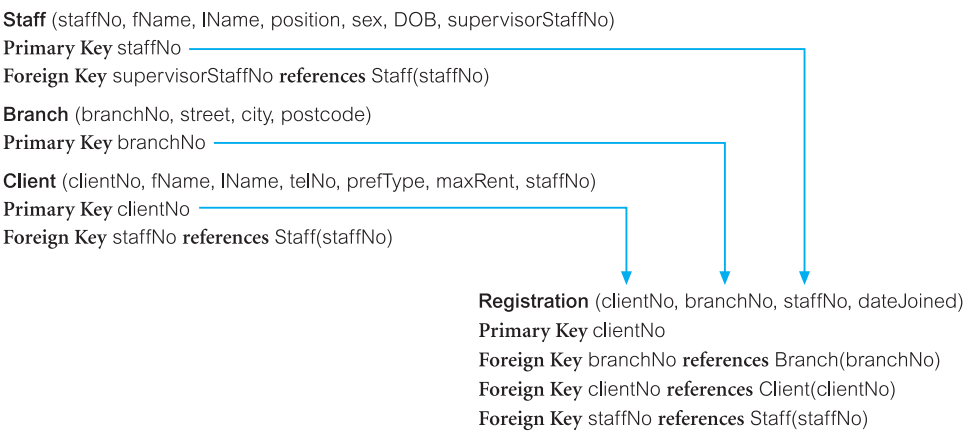 Staff (staffNo, fName, lName, position, sex, DOB, supervisorStaffNo)
Primary Key staffNo
Foreign Key supervisorStaffNo references Staff(staffNo)
Branch (branchNo, street, city, postcode)
Primary Key branchNo
Client (clientNo, fName, lName, telNo, prefType, maxRent, staffNo)
Primary Key clientNo
Foreign Key staffNo references Staff(staffNo)
Registration (clientNo, branchNo, staffNo, dateJoined)
Primary Key clientNo
Foreign Key branchNo references Branch(branchNo)
Foreign Key clientNo references Client(clientNo)
Foreign Key staffNo references Staff(staffNo)